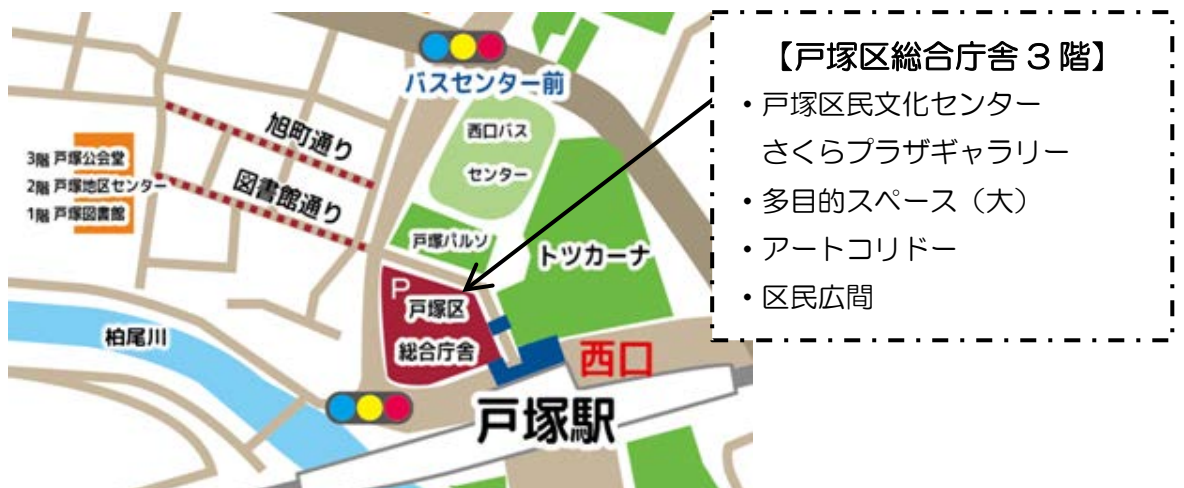 バスセンター前
旭町通り
図書館通り
西口バス
センター
3階 戸塚公会堂
2階 戸塚地区センター
1階 戸塚図書館
戸塚パルソ
トツカーナ
P
戸塚区
総合庁舎
柏尾川
西口
戸塚駅
【戸塚区総合庁舎3階】
・戸塚区民文化センター
さくらプラザギャラリー
・多目的スペース（大）
・アートコリドー
・区民広間